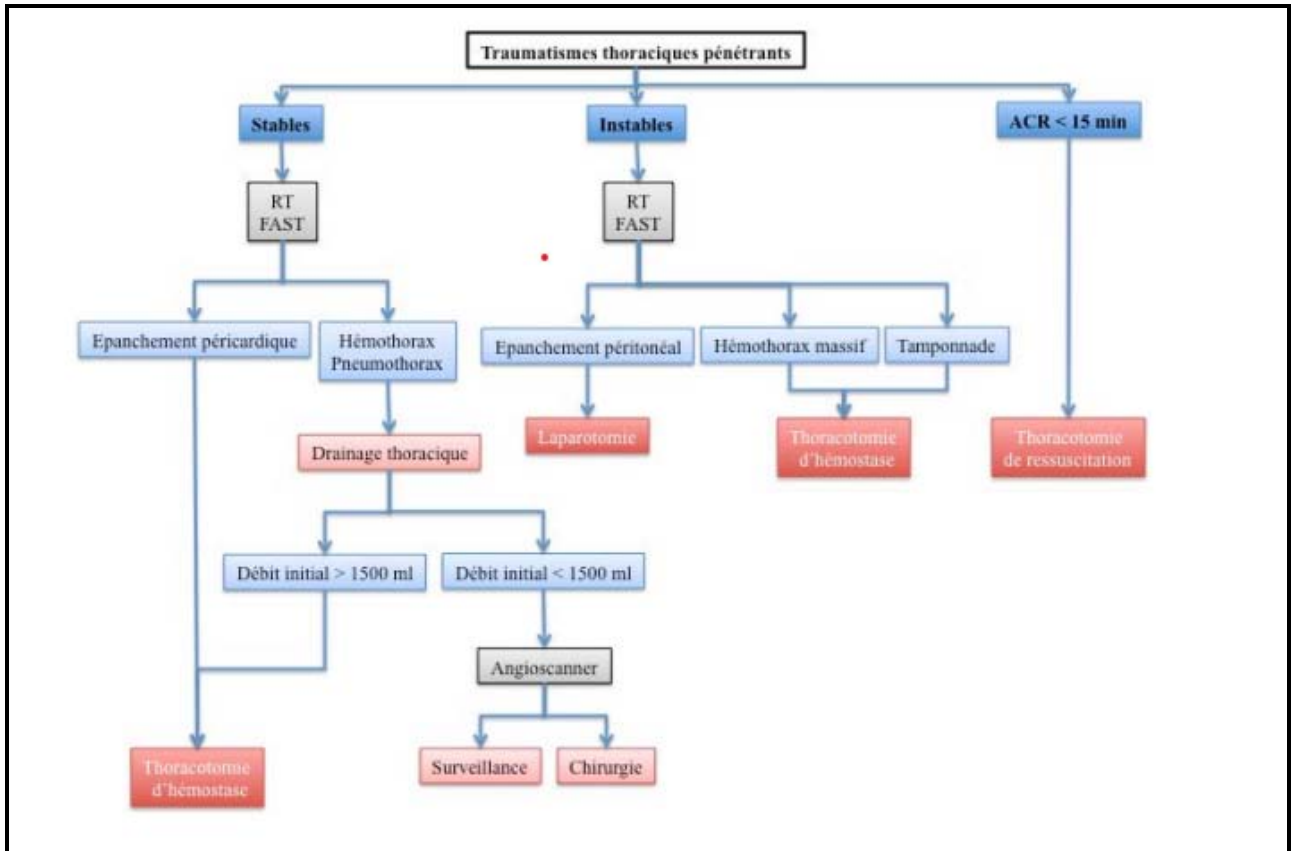 Traumatismes thoraciques pénétrants
Stables
Instables
ACR < 15 min
RT
FAST
RT
FAST
Epanchement péricardique
Hémothorax
Pneumothorax
Epanchement péritonéal
Hémothorax massif
Tamponnade
Drainage thoracique
Laparotomie
Thoracotomie
d'hémostase
Thoracotomie
de ressuscitation
Débit initial > 1500 ml
Débit initial < 1500 ml
Angioscanner
Surveillance
Chirurgie
Thoracotomie
d'hémostase